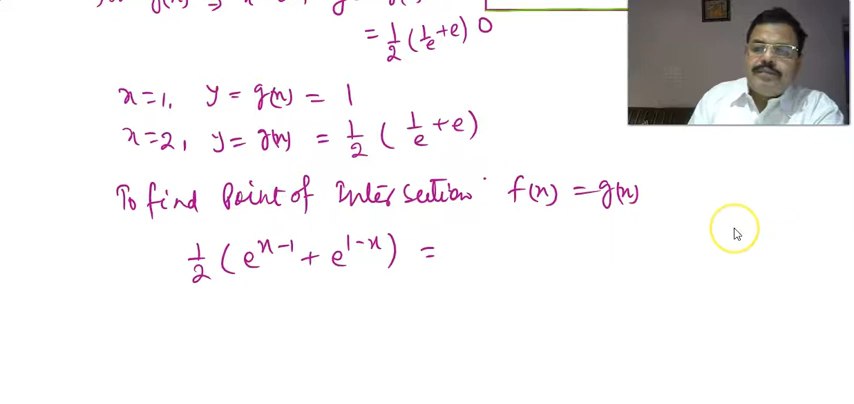 = 1/2 (1/e + e) 0
x=1, y = g(x) = 1
x=2, y = g(x) = 1/2 (1/e + e)
To find Point of Intersection. f(x) = g(x)
1/2 (e^{x-1} + e^{1-x}) =